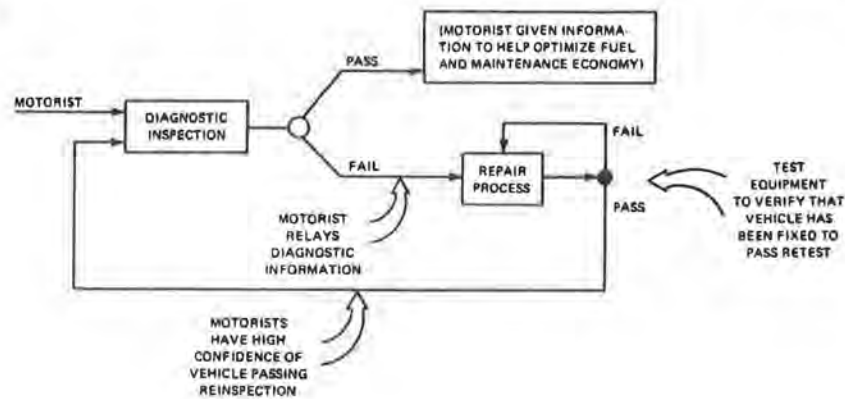 (MOTORIST GIVEN INFORMA-
TION TO HELP OPTIMIZE FUEL
AND MAINTENANCE ECONOMY)
PASS
MOTORIST
DIAGNOSTIC
INSPECTION
FAIL
FAIL
REPAIR
PROCESS
PASS
TEST
EQUIPMENT
TO VERIFY THAT
VEHICLE HAS
BEEN FIXED TO
PASS RETEST
MOTORIST
RELAYS
DIAGNOSTIC
INFORMATION
MOTORISTS
HAVE HIGH
CONFIDENCE OF
VEHICLE PASSING
REINSPECTION